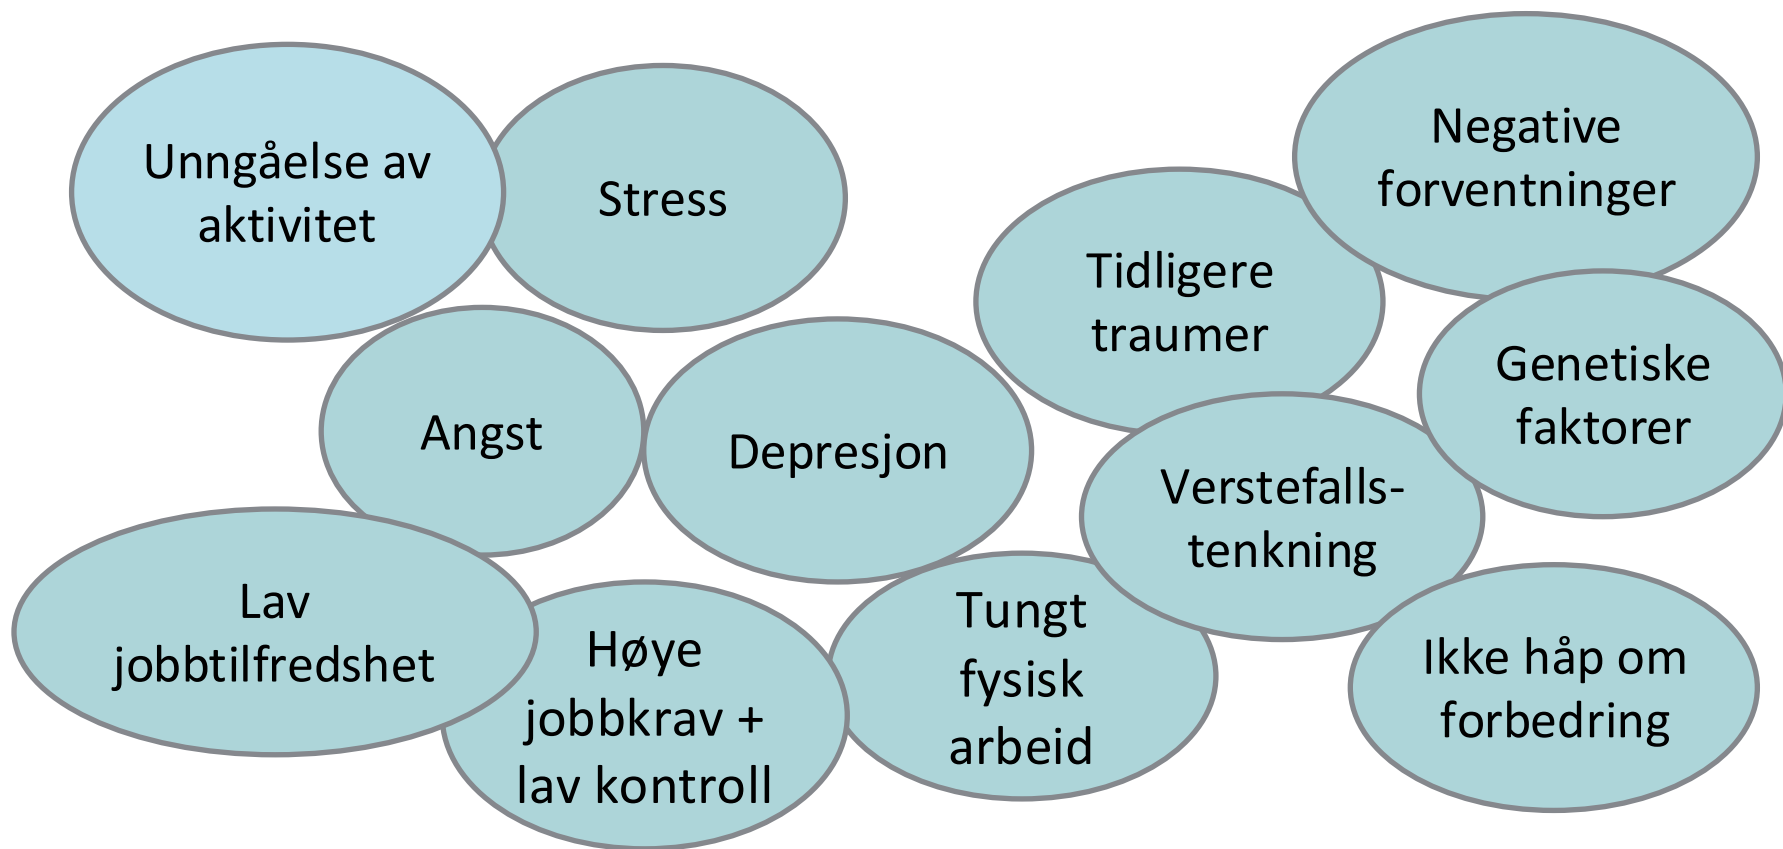 Unngåelse av
aktivitet
Stress
Negative
forventninger
Tidligere
traumer
Genetiske
faktorer
Angst
Depresjon
Verstefalls-
tenkning
Lav
jobbtilfredshet
Høye
jobbkrav +
lav kontroll
Tungt
fysisk
arbeid
Ikke håp om
forbedring